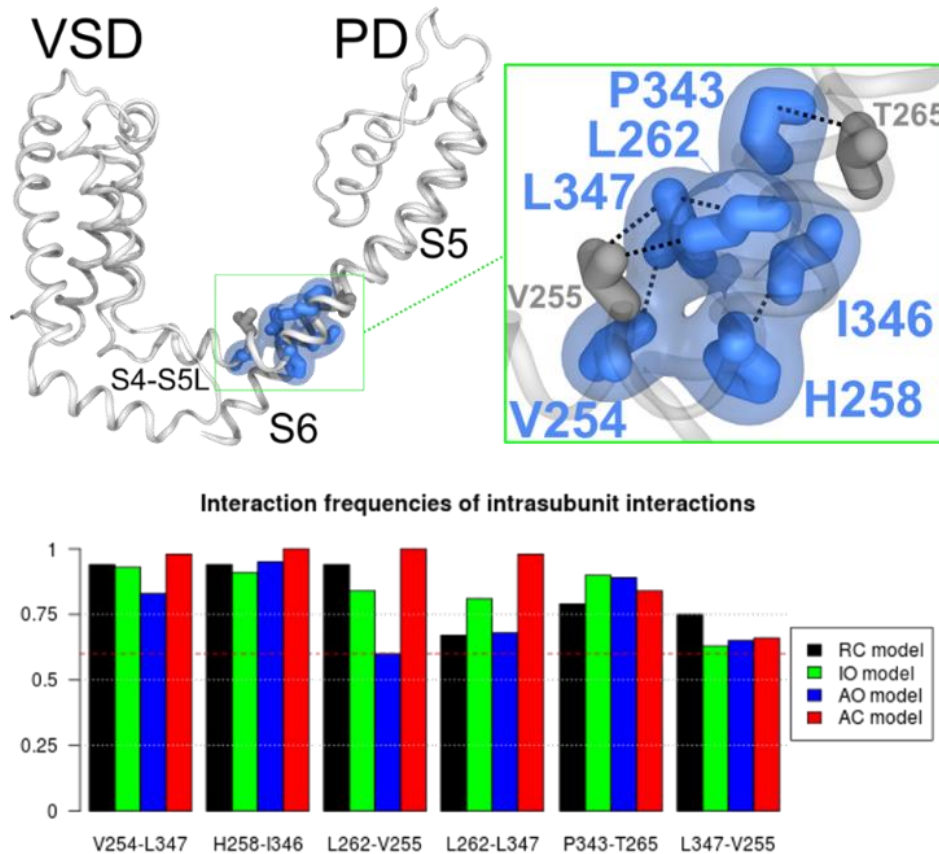 VSD
PD
S5
S4-S5L
S6
P343
T265
L262
L347
V255
I346
V254
H258
Interaction frequencies of intrasubunit interactions
1
0.75
0.5
0.25
0
V254-L347
H258-I346
L262-V255
L262-L347
P343-T265
L347-V255
RC model
IO model
AO model
AC model